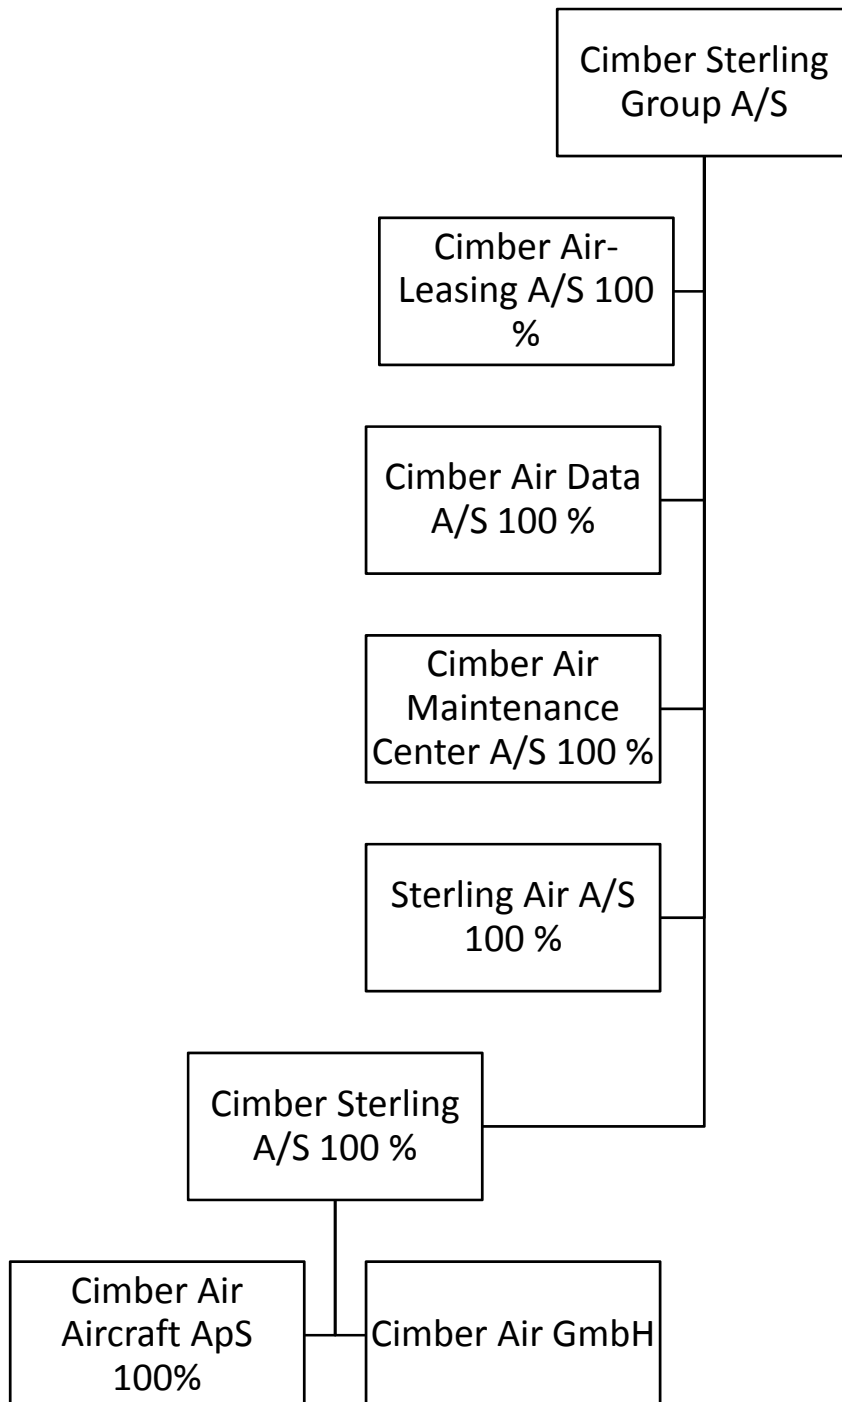 Cimber Sterling
Group A/S
Cimber Air-
Leasing A/S 100
%
Cimber Air Data
A/S 100 %
Cimber Air
Maintenance
Center A/S 100 %
Sterling Air A/S
100 %
Cimber Sterling
A/S 100 %
Cimber Air
Aircraft ApS
100%
Cimber Air GmbH